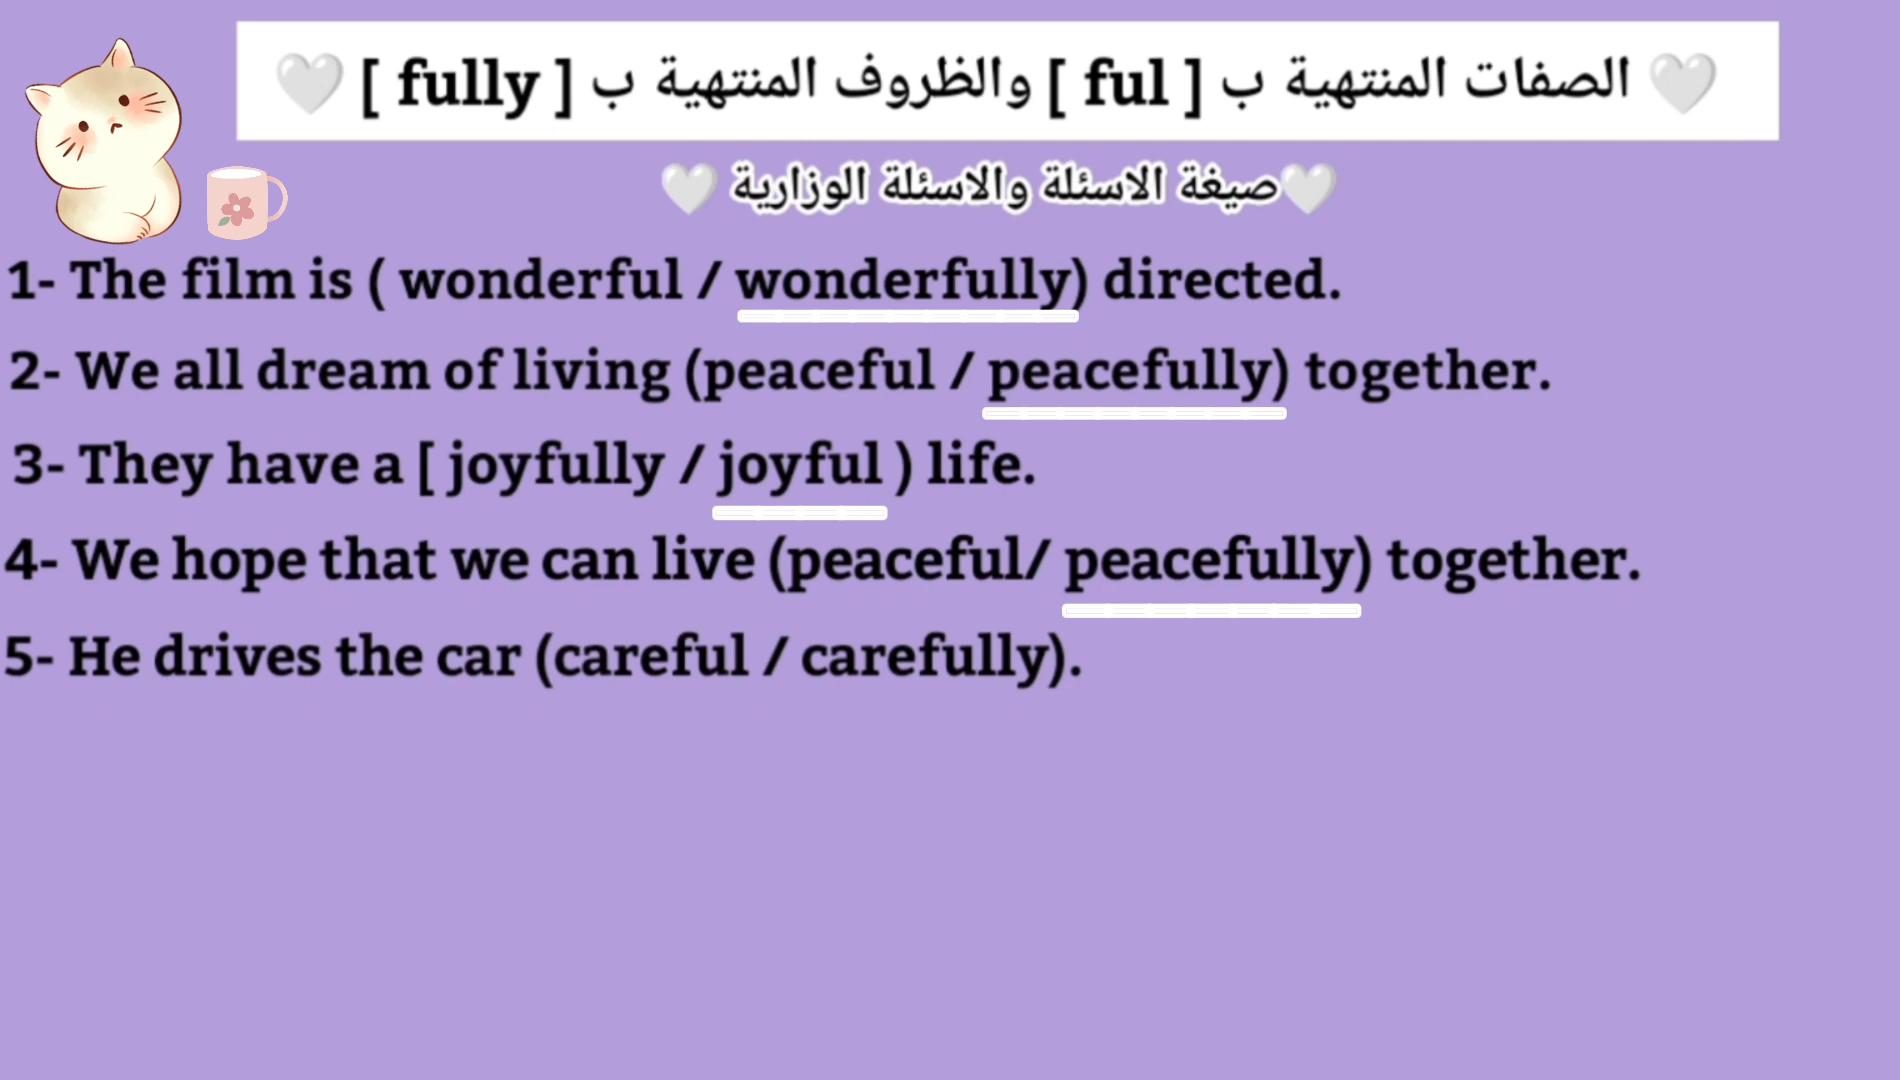 🤍 الصفات المنتهية ب [ ful ] والظروف المنتهية ب [ fully ] 🤍
🤍صيغة الاسئلة والاسئلة الوزارية 🤍
1- The film is ( wonderful / wonderfully) directed.
2- We all dream of living (peaceful / peacefully) together.
3- They have a [ joyfully / joyful ) life.
4- We hope that we can live (peaceful/ peacefully) together.
5- He drives the car (careful / carefully).